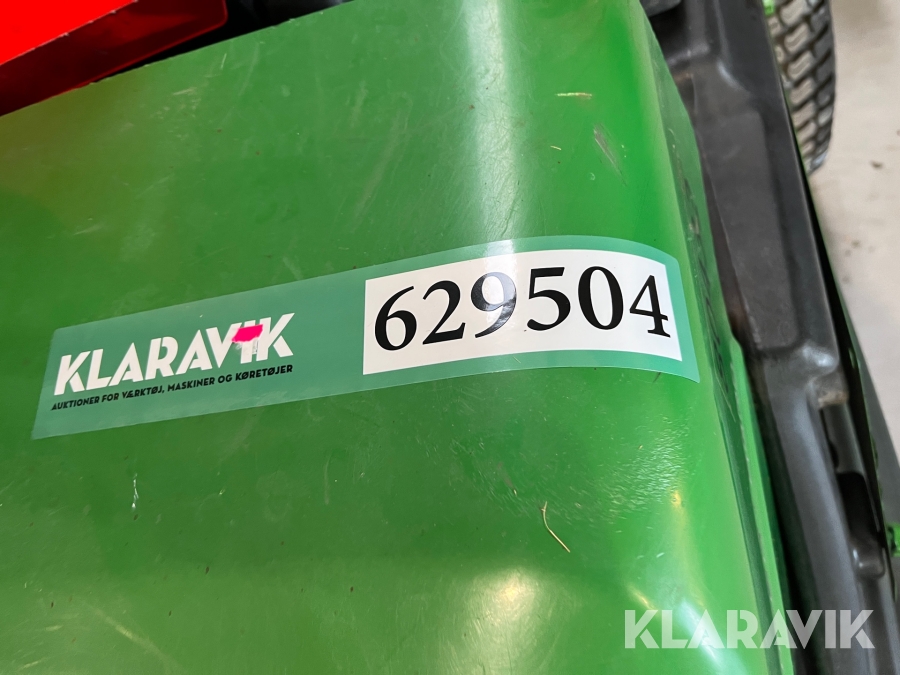 KLARAVIK
AUKTIONER FOR VÆRKTØJ, MASKINER OG KØRETØJER
629504
KLARAVIK